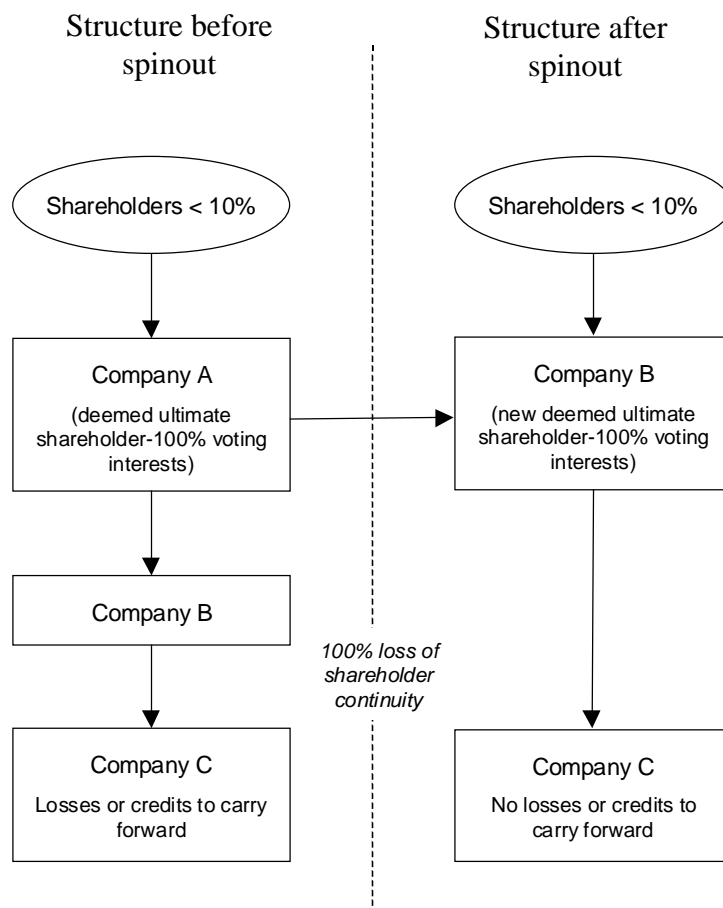 Structure before
spinout
Shareholders < 10%
Company A
(deemed ultimate
shareholder-100% voting
interests)
Company B
Company C
Losses or credits to carry
forward
100% loss of
shareholder
continuity
Structure after
spinout
Shareholders < 10%
Company B
(new deemed ultimate
shareholder-100% voting
interests)
Company C
No losses or credits to
carry forward